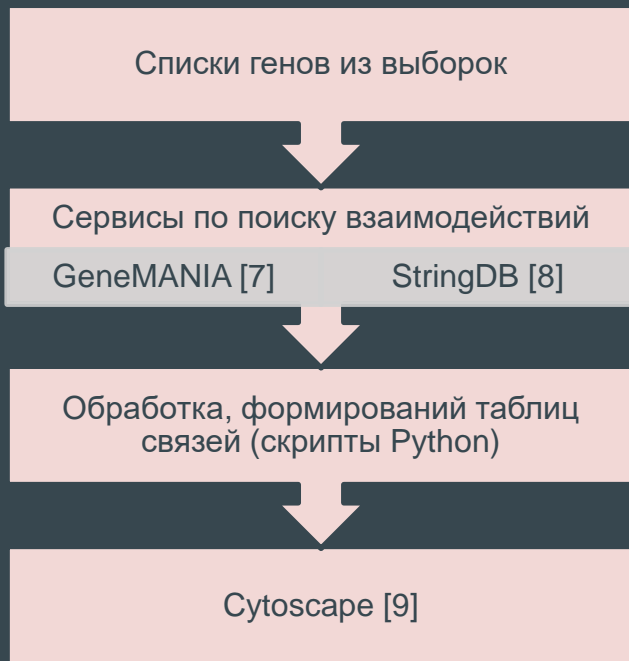 Списки генов из выборок
Сервисы по поиску взаимодействий
GeneMANIA [7] StringDB [8]
Обработка, формирований таблиц
связей (скрипты Python)
Cytoscape [9]